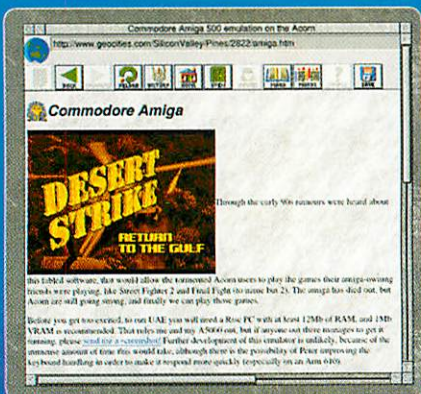 Commodore Amiga 500 emulation on the Acorn
http://www.geocities.com/SiliconValley/Pines/2822/amiga.htm
BACK
RELOAD
HISTORY
HOME
SAVE
Commodore Amiga
DESERT
STRIKE
RETURN
TO THE GULF
Through the early 90s rumours were heard about
this fabled software, that would allow the tormented Acorn users to play the games their amiga-owning
friends were playing, like Street Fighter 2 and Final Fight (to name but 2). The amiga has died out, but
Acorn are still going strong, and finally we can play those games.
Before you get too excited, to run UAE you will need a Risc PC with at least 12Mb of RAM, and 1Mb
VRAM is recommended. That rules me and my A5000 out, but if anyone out there manages to get it
running, please send me a screenshot! Further development of this emulator is unlikely, because of the
immense amount of time this would take, although there is the possibility of Peter improving the
keyboard handling in order to make it respond more quickly (especially on an Arm 610).